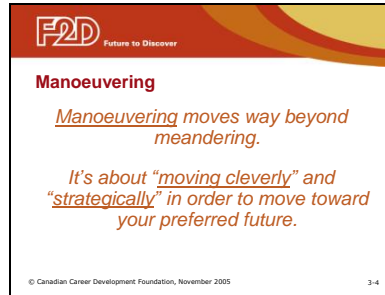 F2D Future to Discover
Manoeuvering
Manoeuvering moves way beyond
meandering.
It's about “moving cleverly” and
“strategically” in order to move toward
your preferred future.
© Canadian Career Development Foundation, November 2005 3-4